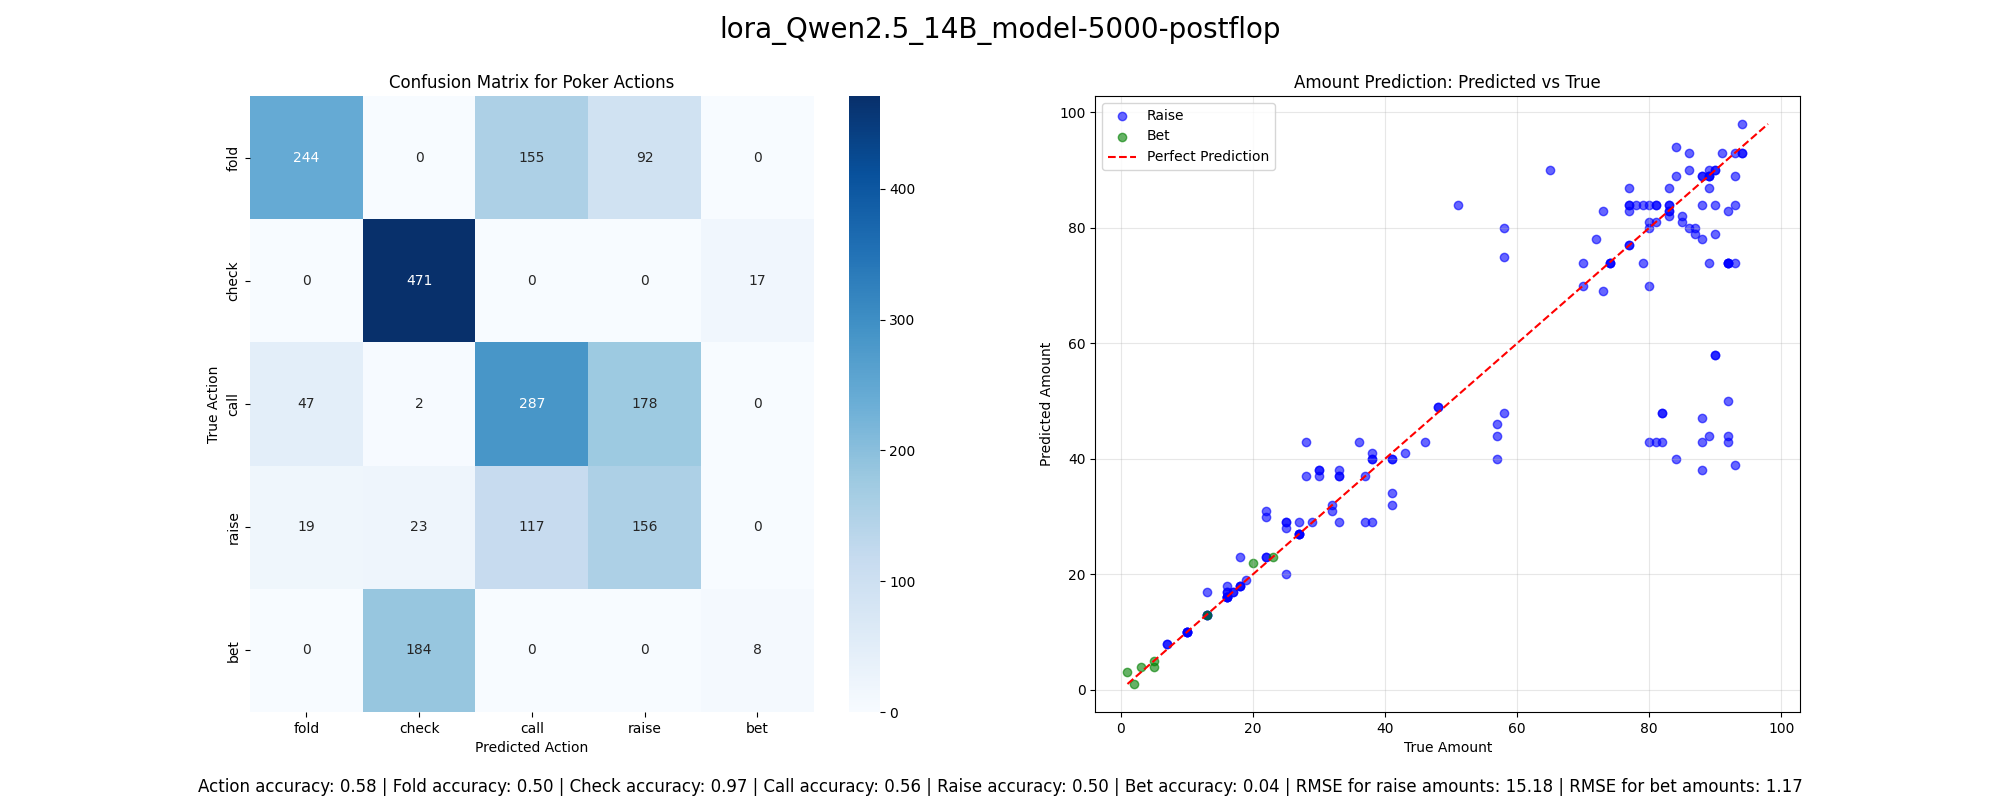 lora_Qwen2.5_14B_model-5000-postflop
Confusion Matrix for Poker Actions
True Action
fold
check
call
raise
bet
244 0 155 92 0
0 471 0 0 17
47 2 287 178 0
19 23 117 156 0
0 184 0 0 8
fold check call raise bet
Predicted Action
400
300
200
100
0
Amount Prediction: Predicted vs True
Raise
Bet
Perfect Prediction
Predicted Amount
100
80
60
40
20
0
0 20 40 60 80 100
True Amount
Action accuracy: 0.58 | Fold accuracy: 0.50 | Check accuracy: 0.97 | Call accuracy: 0.56 | Raise accuracy: 0.50 | Bet accuracy: 0.04 | RMSE for raise amounts: 15.18 | RMSE for bet amounts: 1.17